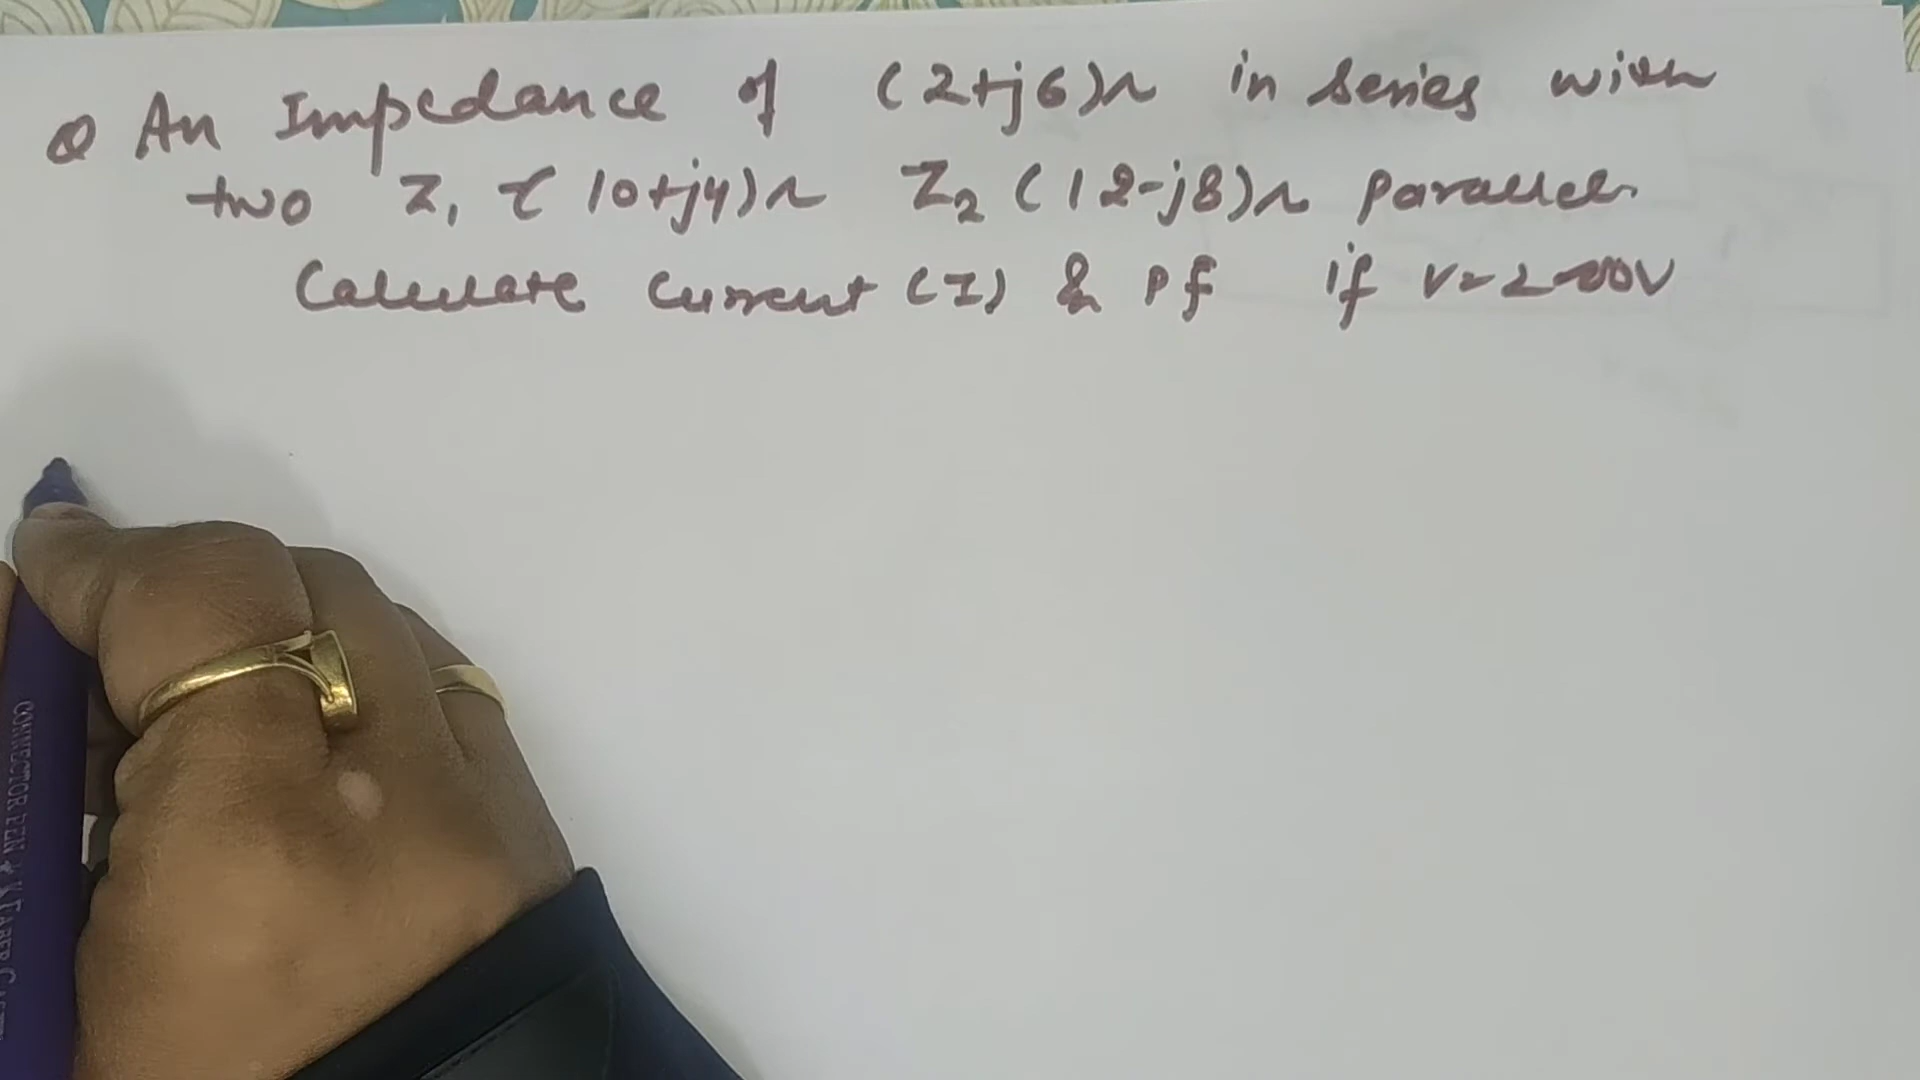 Q An Impedance of (2+j6)~ in series with
two Z1 (10+j4)~ Z2 (12-j8)~ parallel.
Calculate current (I) & Pf if V=200V
CONNECTOR PEN